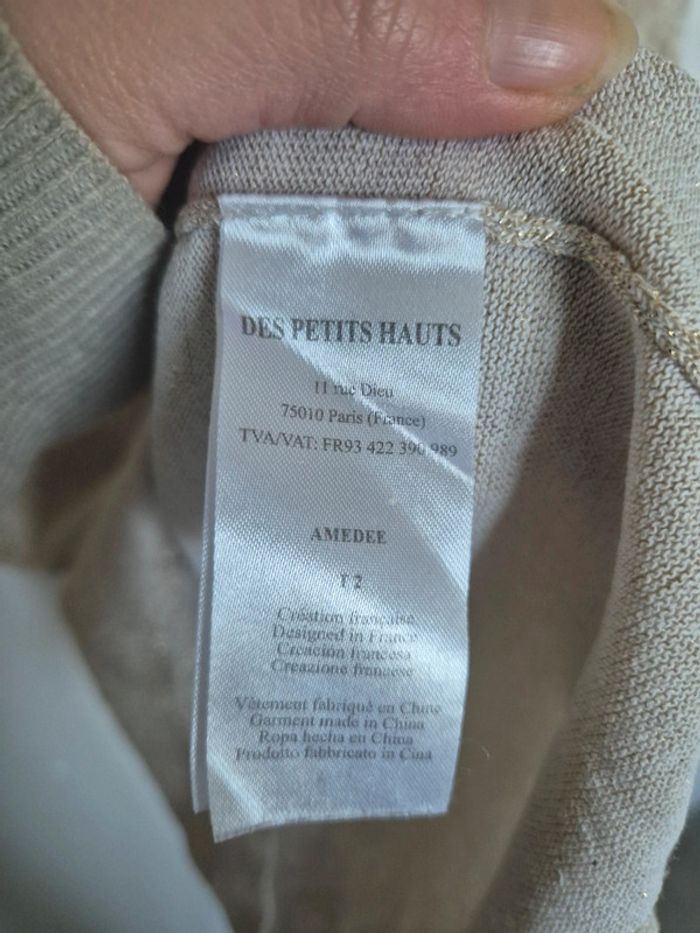 DES PETITS HAUTS
11 rue Dieu
75010 Paris (France)
TVA/VAT: FR93 422 390 989
AMEDEE
T 2
Création française
Designed in France
Creación francesa
Creazione francese
Vêtement fabriqué en Chine
Garment made in China
Ropa hecha en China
Prodotto fabbricato in Cina